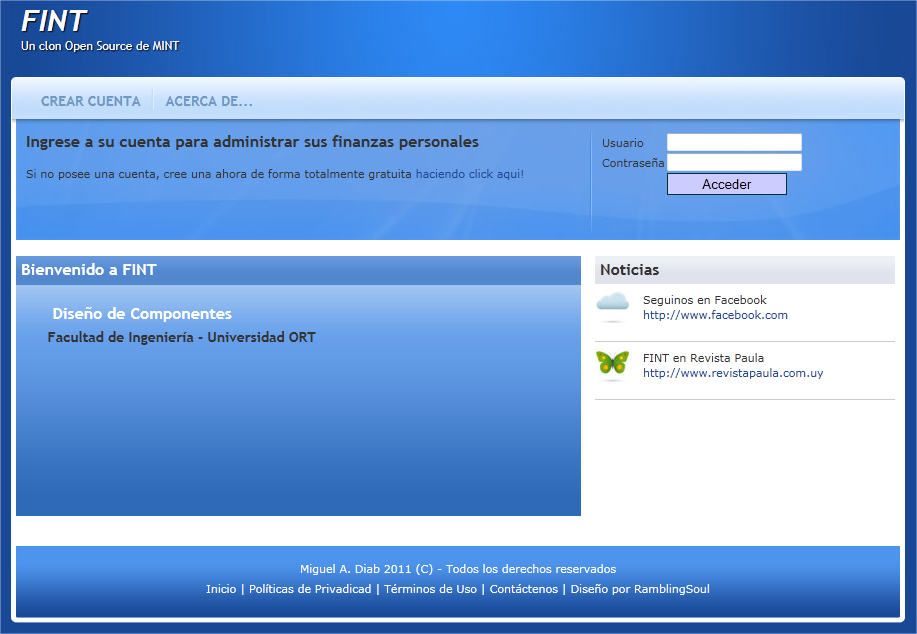 FINT
Un clon Open Source de MINT
CREAR CUENTA
ACERCA DE...
Ingrese a su cuenta para administrar sus finanzas personales
Si no posee una cuenta, cree una ahora de forma totalmente gratuita haciendo click aqui!
Usuario
Contraseña
Acceder
Bienvenido a FINT
Diseño de Componentes
Facultad de Ingeniería - Universidad ORT
Noticias
Seguinos en Facebook
http://www.facebook.com
FINT en Revista Paula
http://www.revistapaula.com.uy
Miguel A. Diab 2011 (C) - Todos los derechos reservados
Inicio | Políticas de Privadicad | Términos de Uso | Contáctenos | Diseño por RamblingSoul